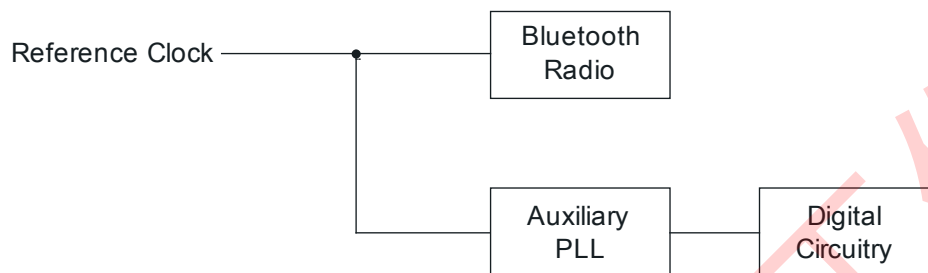 Reference Clock
Bluetooth
Radio
Auxiliary
PLL
Digital
Circuitry